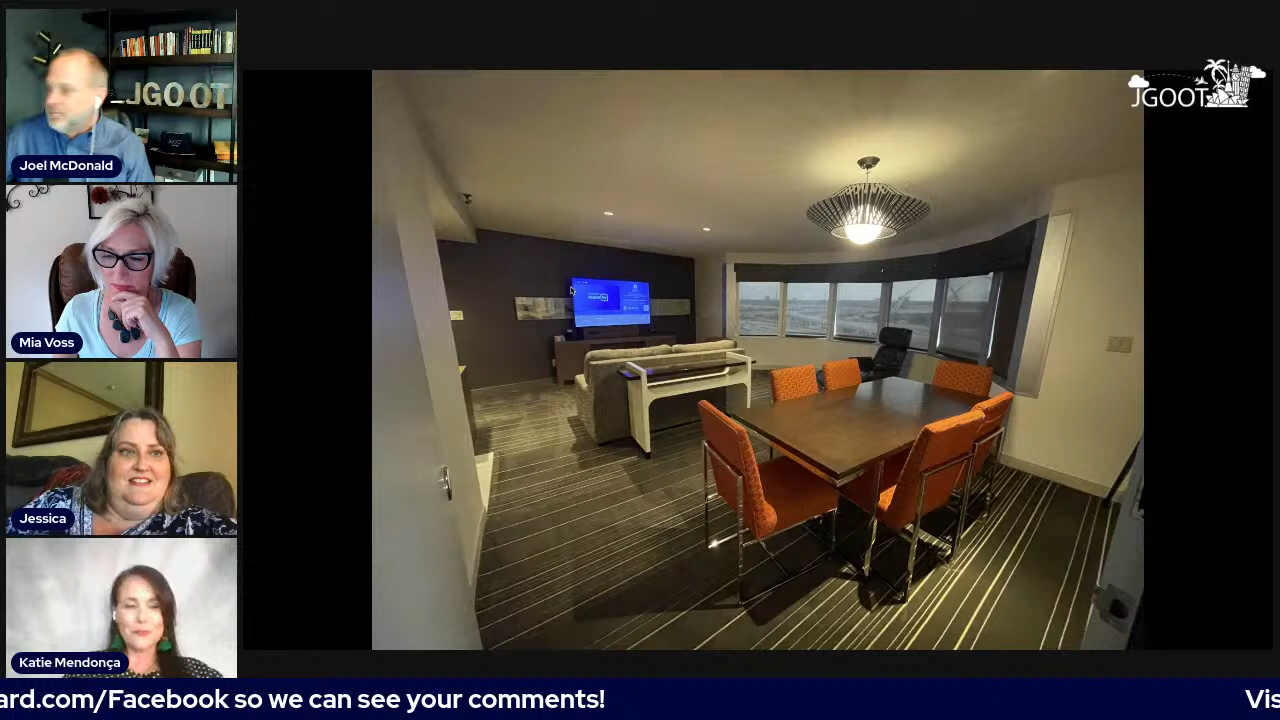 JGOOT
Joel McDonald
Mia Voss
Jessica
Katie Mendonça
JGOOT
ard.com/Facebook so we can see your comments!
Vis